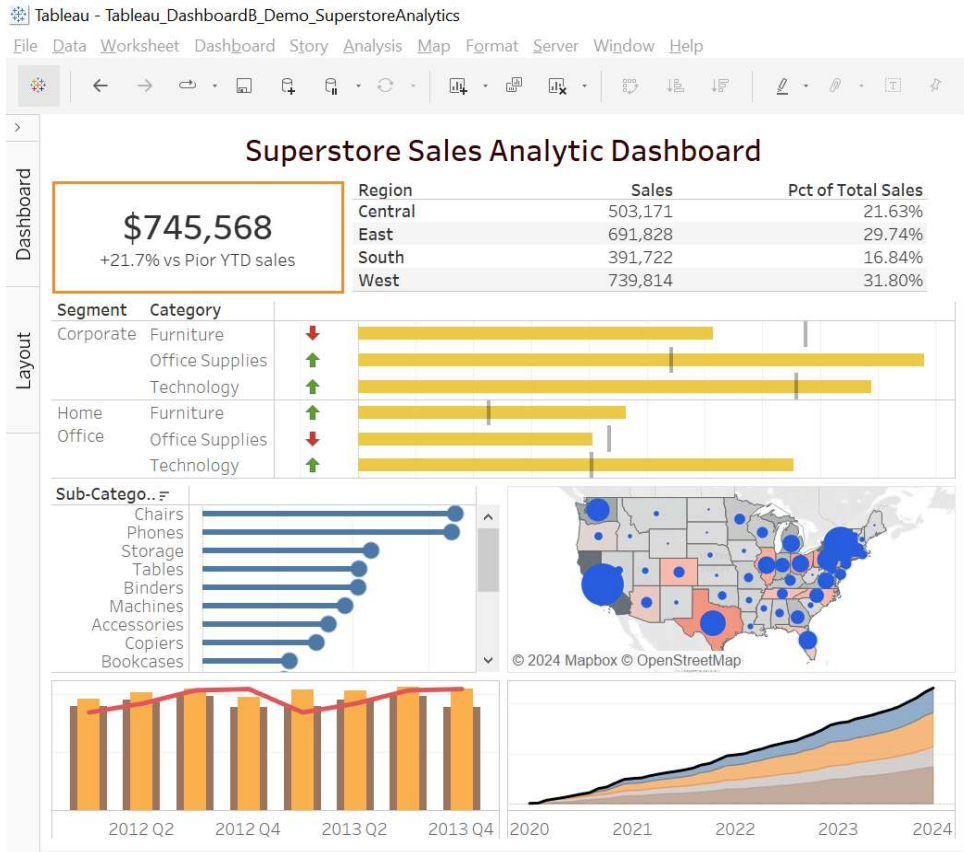 Tableau - Tableau_DashboardB_Demo_SuperstoreAnalytics
File Data Worksheet Dashboard Story Analysis Map Format Server Window Help
Dashboard
Layout
Superstore Sales Analytic Dashboard
$745,568
+21.7% vs Pior YTD sales
Region Sales Pct of Total Sales
Central 503,171 21.63%
East 691,828 29.74%
South 391,722 16.84%
West 739,814 31.80%
Segment Category
Corporate Furniture
Office Supplies
Technology
Home Furniture
Office Office Supplies
Technology
Sub-Catego..
Chairs
Phones
Storage
Tables
Binders
Machines
Accessories
Copiers
Bookcases
© 2024 Mapbox © OpenStreetMap
2012 Q2 2012 Q4 2013 Q2 2013 Q4
2020 2021 2022 2023 2024